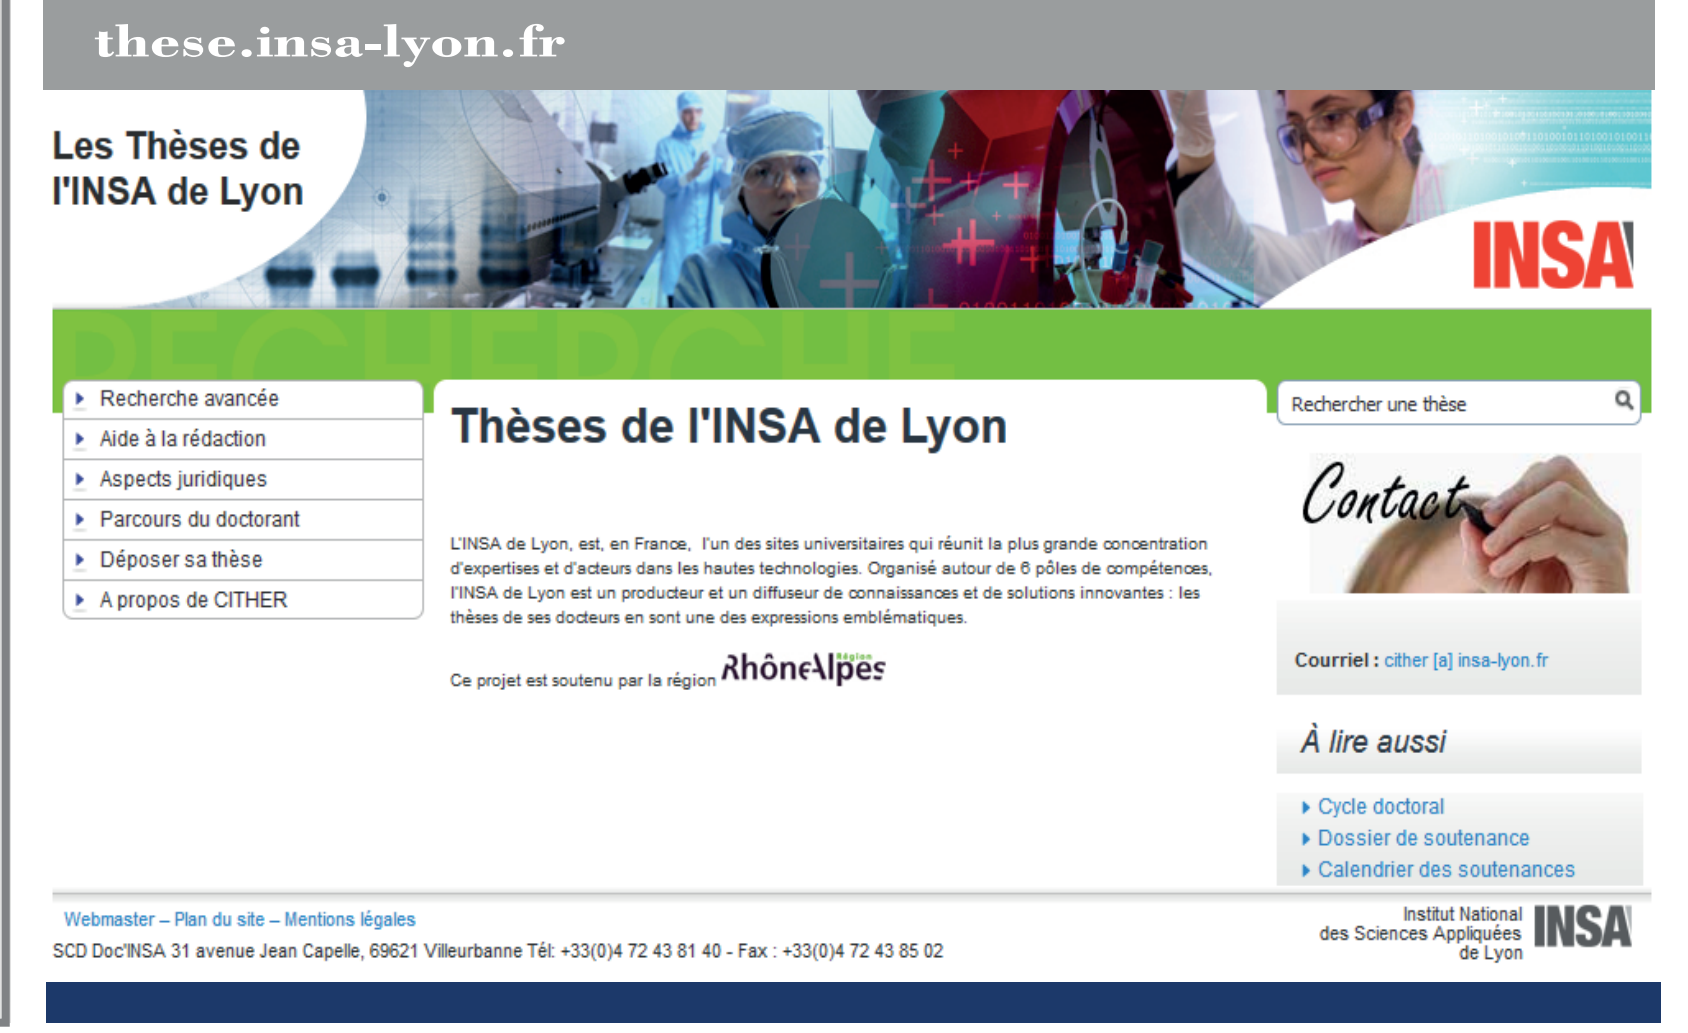 these.insa-lyon.fr
Les Thèses de
l'INSA de Lyon
INSA
RECHERCHE
Recherche avancée
Aide à la rédaction
Aspects juridiques
Parcours du doctorant
Déposer sa thèse
A propos de CITHER
Thèses de l'INSA de Lyon
L'INSA de Lyon, est, en France, l'un des sites universitaires qui réunit la plus grande concentration
d'expertises et d'acteurs dans les hautes technologies. Organisé autour de 6 pôles de compétences,
l'INSA de Lyon est un producteur et un diffuseur de connaissances et de solutions innovantes : les
thèses de ses docteurs en sont une des expressions emblématiques.
Ce projet est soutenu par la région RhôneAlpes Région
Rechercher une thèse
Contact
Courriel : cither [a] insa-lyon.fr
À lire aussi
Cycle doctoral
Dossier de soutenance
Calendrier des soutenances
Webmaster – Plan du site – Mentions légales
SCD Doc'INSA 31 avenue Jean Capelle, 69621 Villeurbanne Tél: +33(0)4 72 43 81 40 - Fax : +33(0)4 72 43 85 02
Institut National
des Sciences Appliquées
de Lyon
INSA